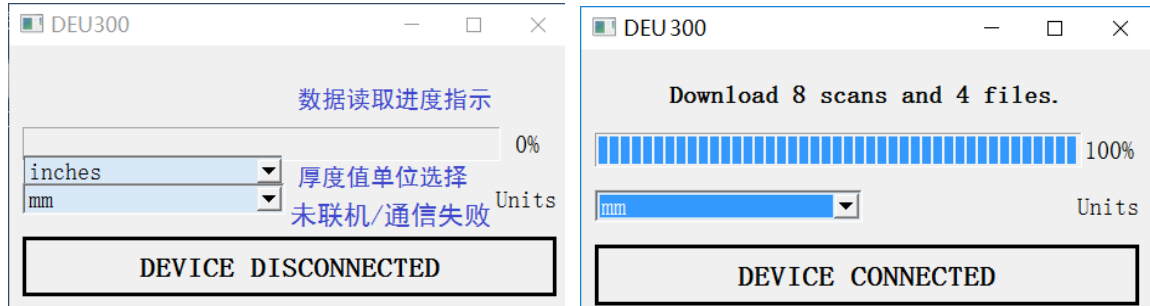 DEU300
数据读取进度指示
0%
inches
厚度值单位选择
mm
Units
未联机/通信失败
DEVICE DISCONNECTED
DEU300
Download 8 scans and 4 files.
100%
mm
Units
DEVICE CONNECTED